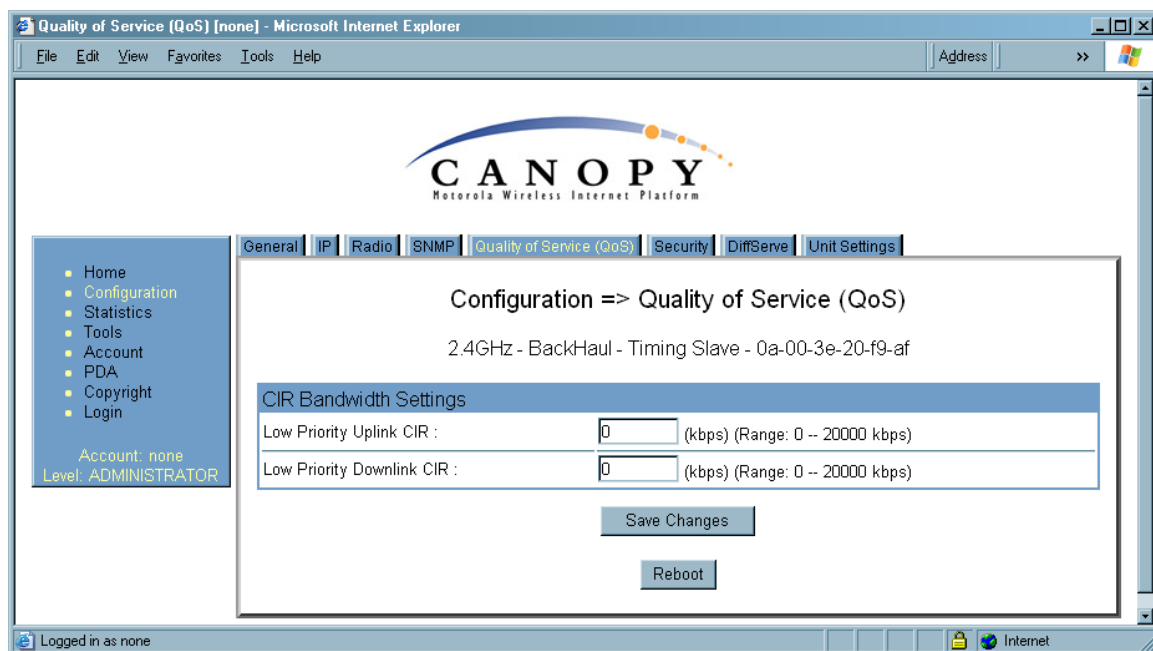 Quality of Service (QoS) [none] - Microsoft Internet Explorer
File Edit View Favorites Tools Help Address »
CANOPY
Motorola Wireless Internet Platform
General IP Radio SNMP Quality of Service (QoS) Security DiffServe Unit Settings
Home
Configuration
Statistics
Tools
Account
PDA
Copyright
Login
Account: none
Level: ADMINISTRATOR
Configuration => Quality of Service (QoS)
2.4GHz - BackHaul - Timing Slave - 0a-00-3e-20-f9-af
CIR Bandwidth Settings
Low Priority Uplink CIR : 0 (kbps) (Range: 0 -- 20000 kbps)
Low Priority Downlink CIR : 0 (kbps) (Range: 0 -- 20000 kbps)
Save Changes
Reboot
Logged in as none Internet